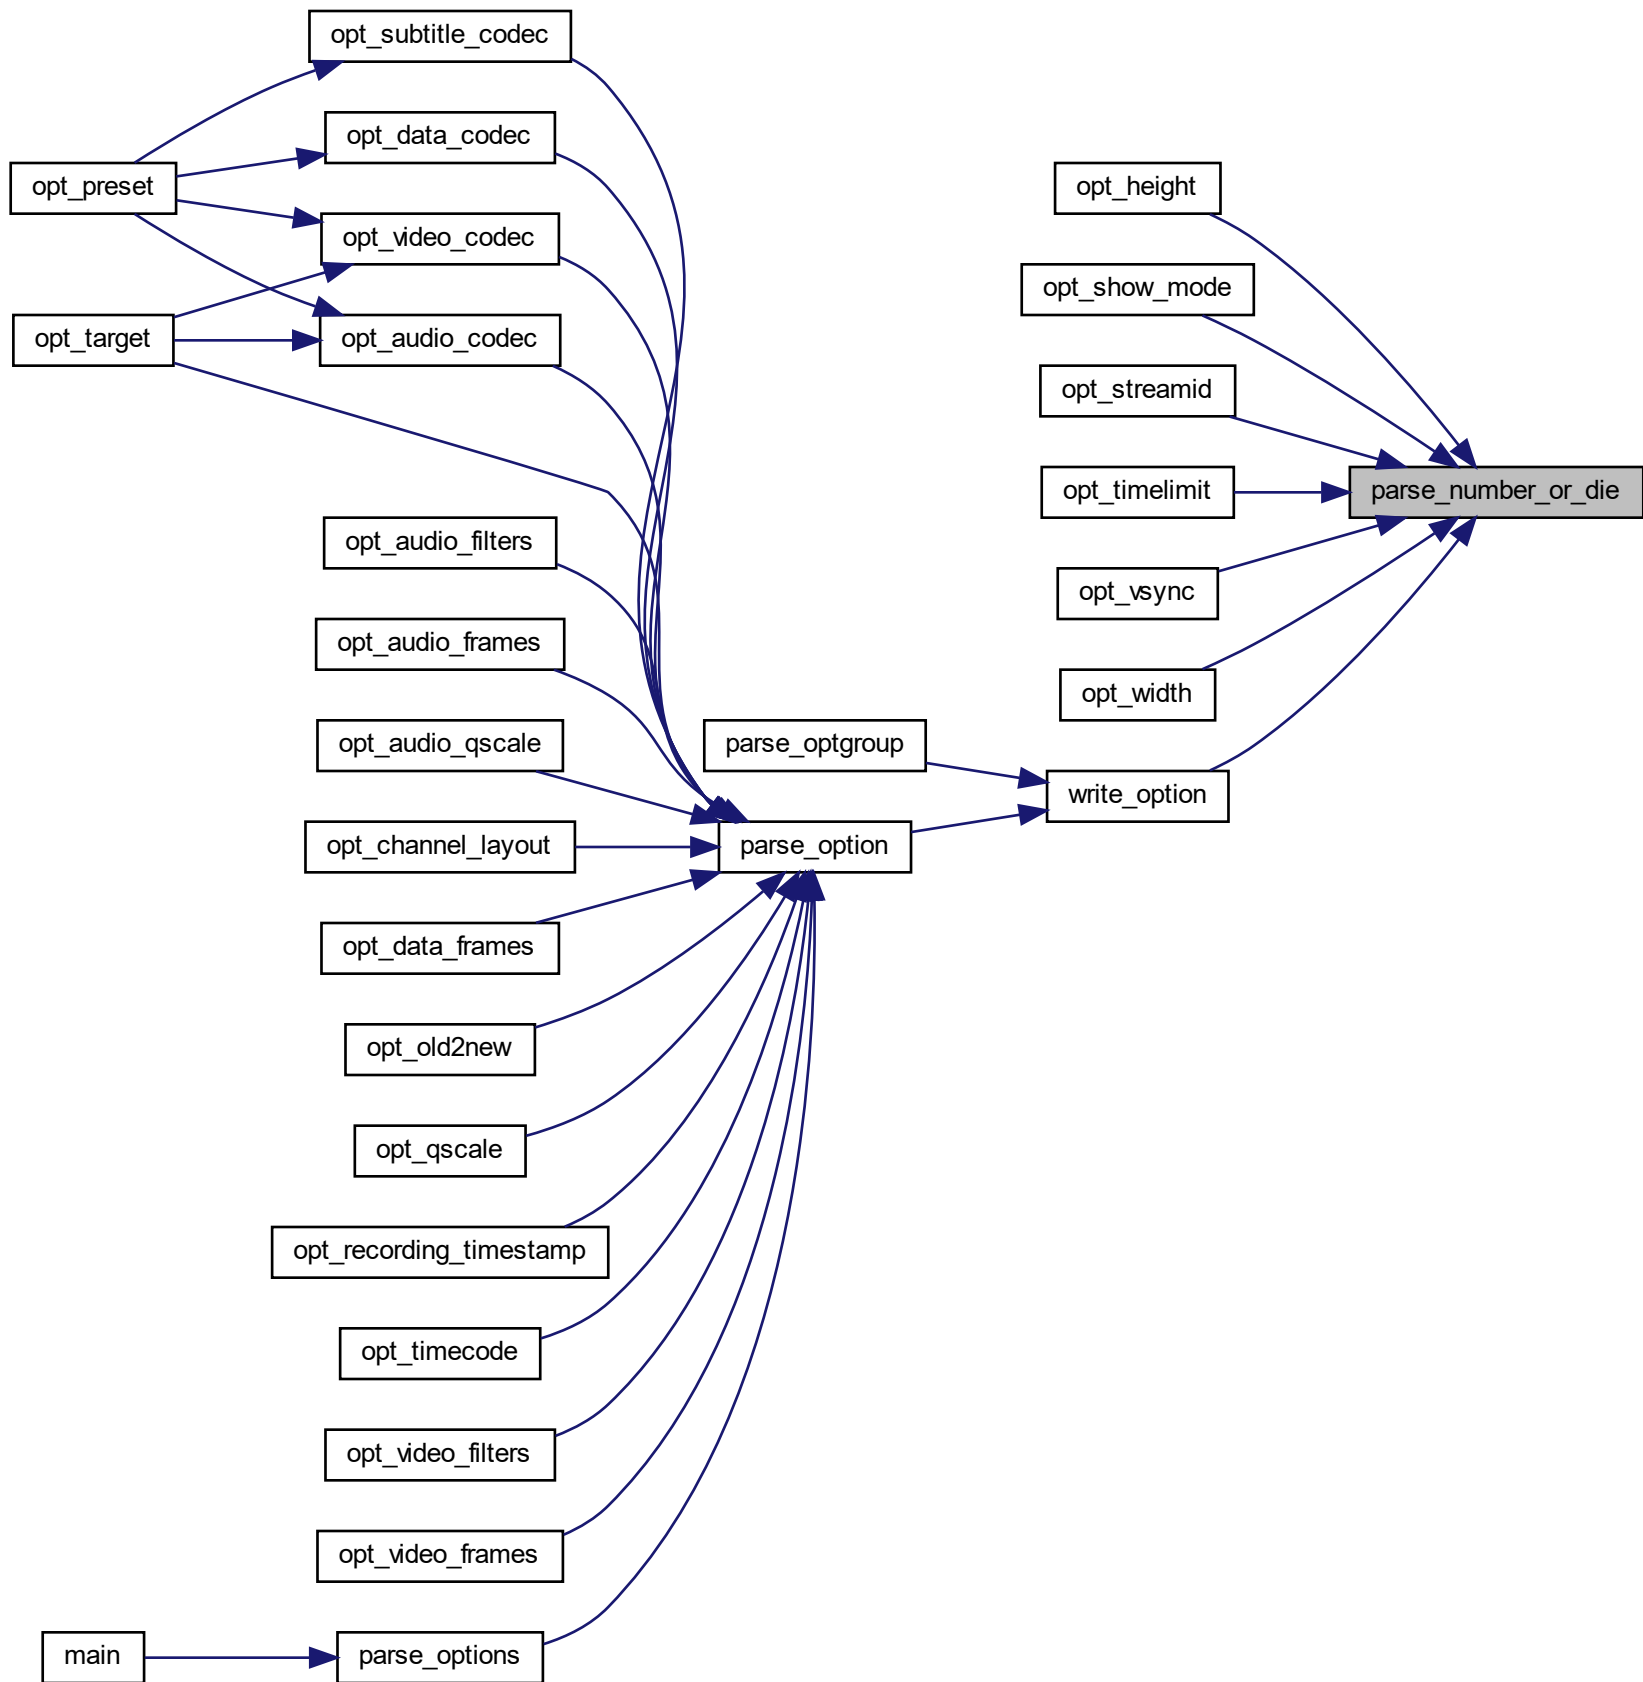 opt_subtitle_codec
opt_data_codec
opt_preset
opt_height
opt_video_codec
opt_show_mode
opt_target
opt_audio_codec
opt_streamid
parse_number_or_die
opt_timelimit
opt_audio_filters
opt_vsync
opt_audio_frames
opt_width
opt_audio_qscale
parse_optgroup
write_option
opt_channel_layout
parse_option
opt_data_frames
opt_old2new
opt_qscale
opt_recording_timestamp
opt_timecode
opt_video_filters
opt_video_frames
main
parse_options